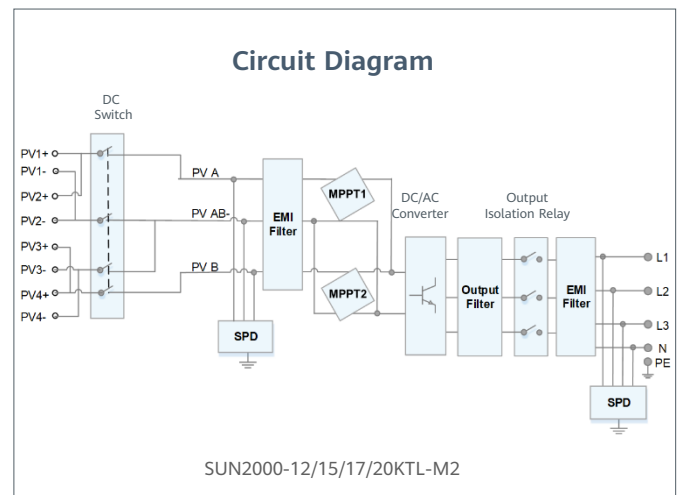 Circuit Diagram
DC
Switch
PV1+
PV1-
PV2+
PV2-
PV3+
PV3-
PV4+
PV4-
PV A
PV AB-
PV B
EMI
Filter
SPD
MPPT1
MPPT2
DC/AC
Converter
Output
Filter
Output
Isolation Relay
EMI
Filter
L1
L2
L3
N
PE
SPD
SUN2000-12/15/17/20KTL-M2